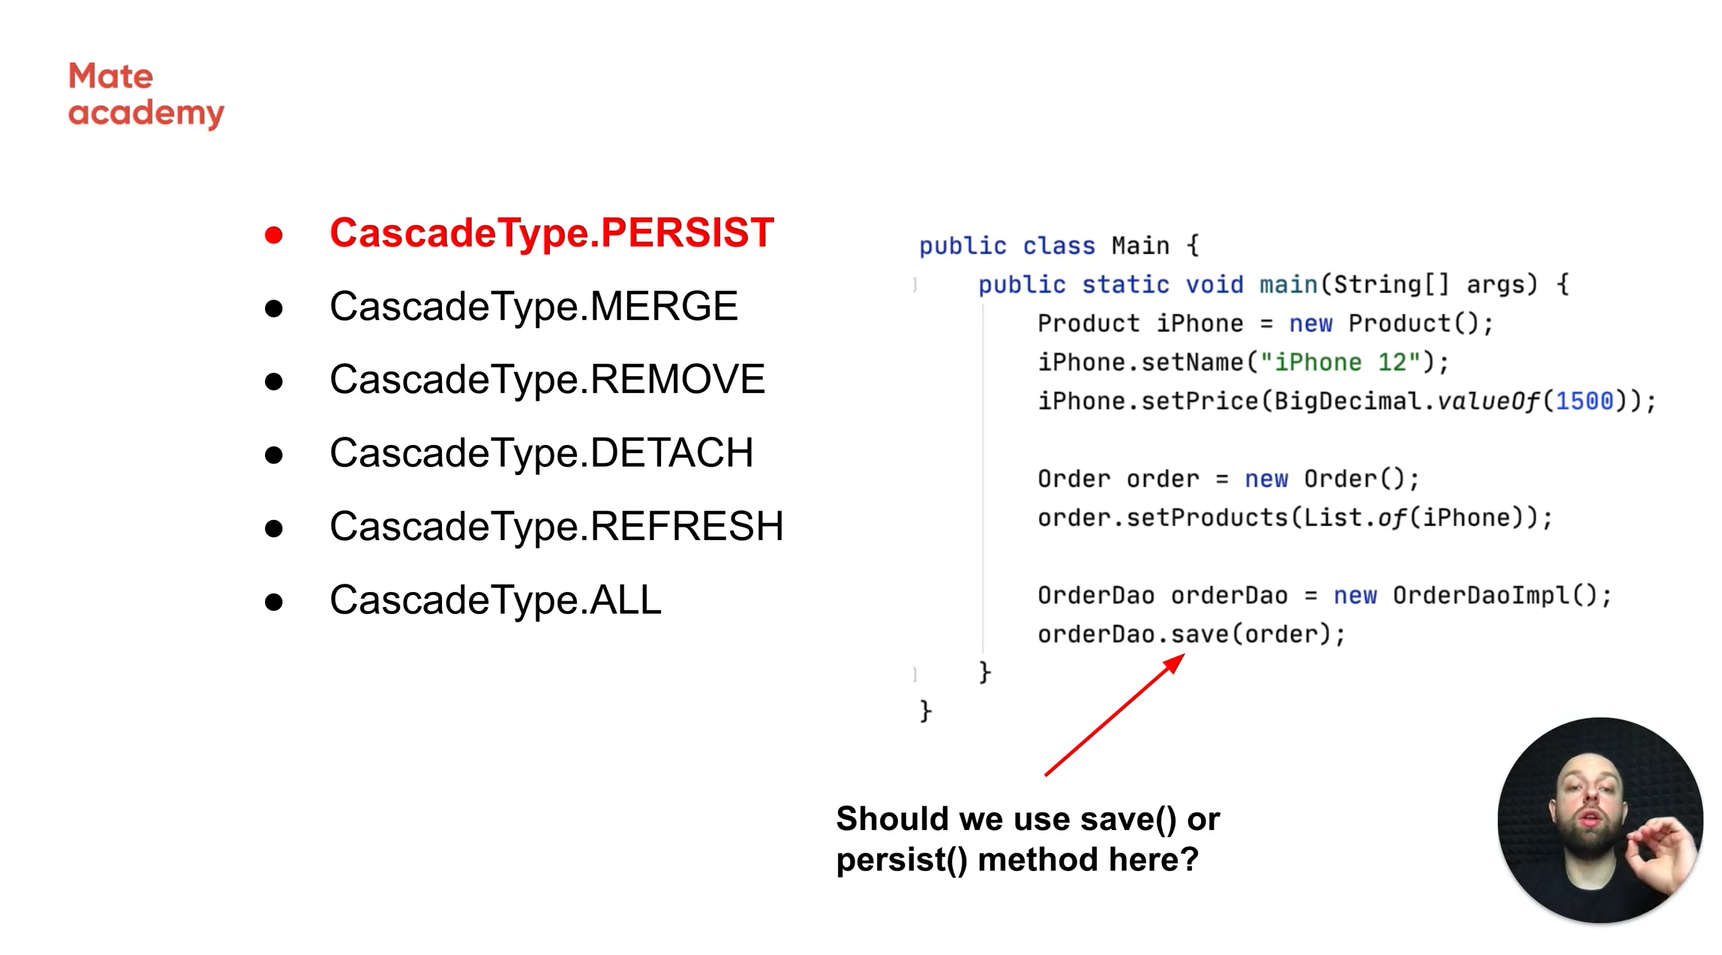 Mate
academy
● CascadeType.PERSIST
● CascadeType.MERGE
● CascadeType.REMOVE
● CascadeType.DETACH
● CascadeType.REFRESH
● CascadeType.ALL
public class Main {
public static void main(String[] args) {
Product iPhone = new Product();
iPhone.setName("iPhone 12");
iPhone.setPrice(BigDecimal.valueOf(1500));
Order order = new Order();
order.setProducts(List.of(iPhone));
OrderDao orderDao = new OrderDaoImpl();
orderDao.save(order);
}
}
Should we use save() or
persist() method here?